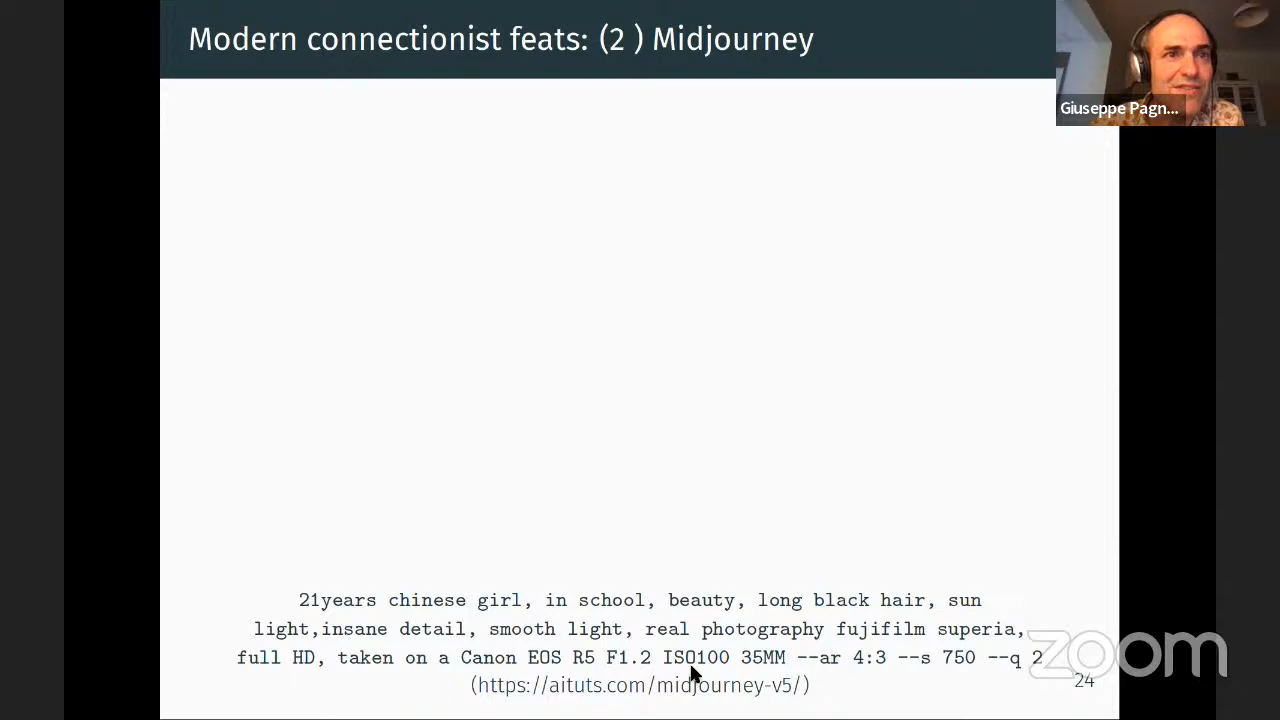 Modern connectionist feats: (2 ) Midjourney
Giuseppe Pagn...
21years chinese girl, in school, beauty, long black hair, sun
light,insane detail, smooth light, real photography fujifilm superia,
full HD, taken on a Canon EOS R5 F1.2 ISO100 35MM --ar 4:3 --s 750 --q 2
(https://aituts.com/midjourney-v5/)
24
zoom